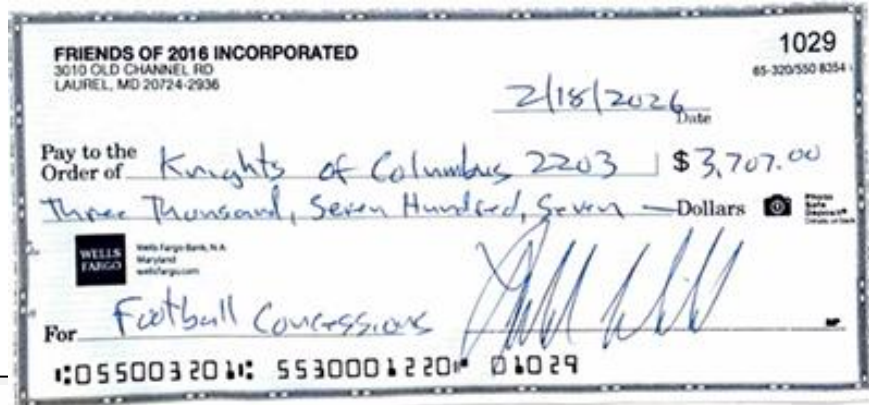 FRIENDS OF 2016 INCORPORATED
3010 OLD CHANNEL RD
LAUREL, MD 20724-2936
1029
65-320/550 8354
2/18/2026
Date
Pay to the
Order of Knights of Columbus 2203 $ 3,707.00
Three Thousand, Seven Hundred, Seven — Dollars
WELLS
FARGO
Wells Fargo Bank, N.A.
Maryland
wellsfargo.com
For Football Concessions
⑆055003201⑆ 5530001220⑈ 01029